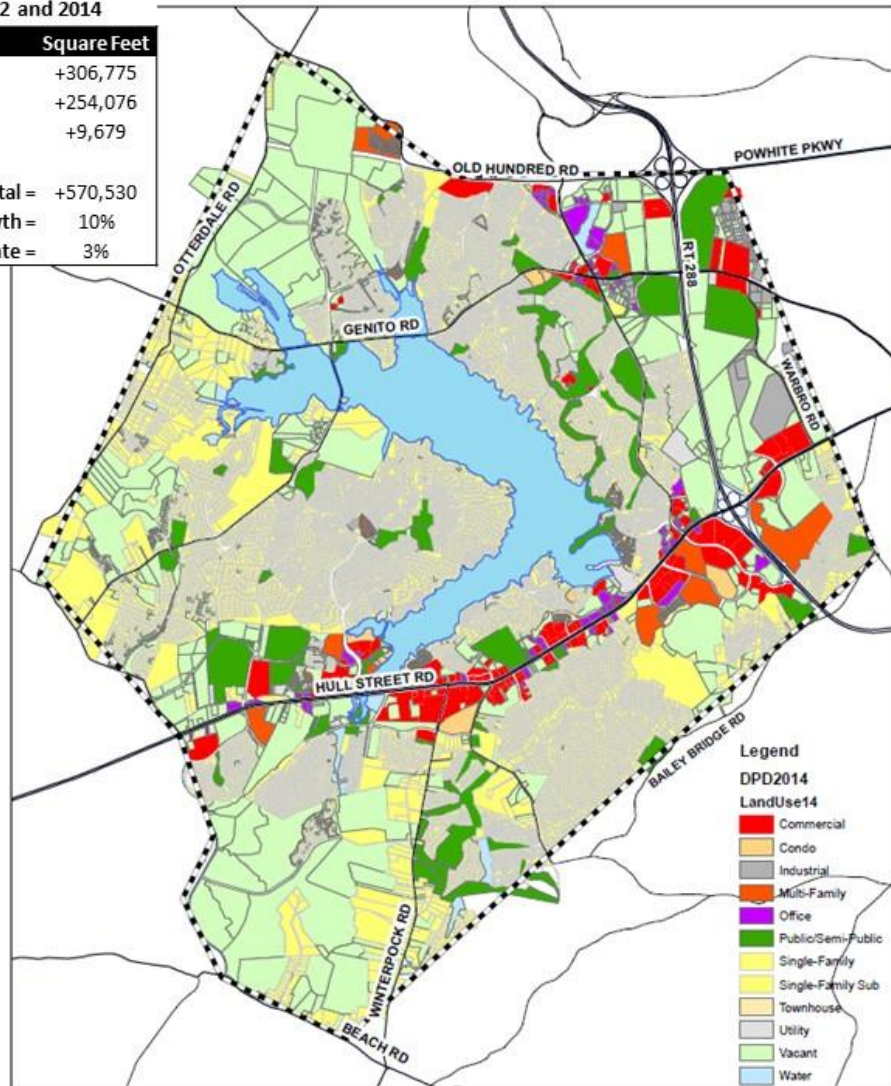 2 and 2014
Square Feet
+306,775
+254,076
+9,679
tal = +570,530
th = 10%
te = 3%
OLD HUNDRED RD
POWHITE PKWY
OTTERDALE RD
RT 288
GENITO RD
WARBRO RD
HULL STREET RD
BAILEY BRIDGE RD
WINTERPOCK RD
BEACH RD
Legend
DPD2014
LandUse14
Commercial
Condo
Industrial
Multi-Family
Office
Public/Semi-Public
Single-Family
Single-Family Sub
Townhouse
Utility
Vacant
Water